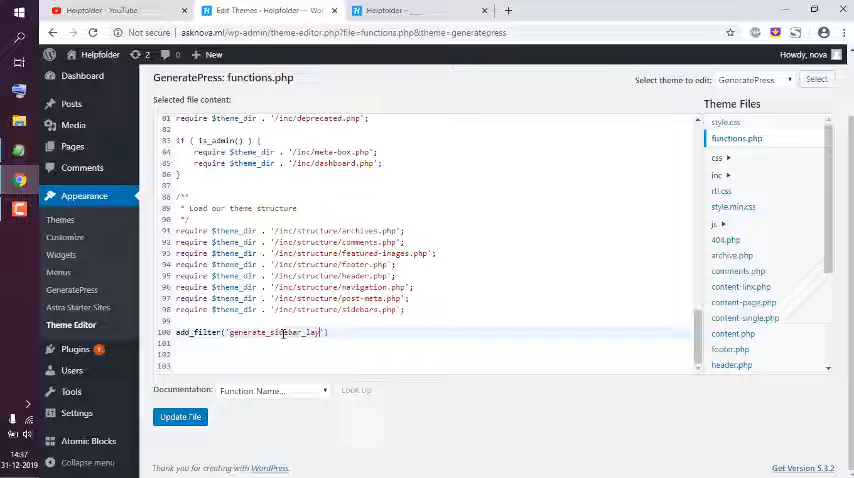 Helpfolder - YouTube
Edit Themes ‹ Helpfolder — Wo
Helpfolder – ____
Not secure
asknova.ml/wp-admin/theme-editor.php?file=functions.php&theme=generatepress
Helpfolder
2
0
+ New
Howdy, nova
Dashboard
Posts
Media
Pages
Comments
Appearance
Themes
Customize
Widgets
Menus
GeneratePress
Astra Starter Sites
Theme Editor
Plugins 1
Users
Tools
Settings
Atomic Blocks
Collapse menu
GeneratePress: functions.php
Select theme to edit:
GeneratePress
Select
Selected file content:
81 require $theme_dir . '/inc/deprecated.php';
82
83 if ( is_admin() ) {
84 require $theme_dir . '/inc/meta-box.php';
85 require $theme_dir . '/inc/dashboard.php';
86 }
87
88 /**
89 * Load our theme structure
90 */
91 require $theme_dir . '/inc/structure/archives.php';
92 require $theme_dir . '/inc/structure/comments.php';
93 require $theme_dir . '/inc/structure/featured-images.php';
94 require $theme_dir . '/inc/structure/footer.php';
95 require $theme_dir . '/inc/structure/header.php';
96 require $theme_dir . '/inc/structure/navigation.php';
97 require $theme_dir . '/inc/structure/post-meta.php';
98 require $theme_dir . '/inc/structure/sidebars.php';
99
100 add_filter('generate_sidebar_lay')
101
102
103
Theme Files
style.css
functions.php
css
inc
rtl.css
style.min.css
js
404.php
archive.php
comments.php
content-link.php
content-page.php
content-single.php
content.php
footer.php
header.php
Documentation:
Function Name...
Look Up
Update File
Thank you for creating with WordPress.
Get Version 5.3.2
14:37
31-12-2019